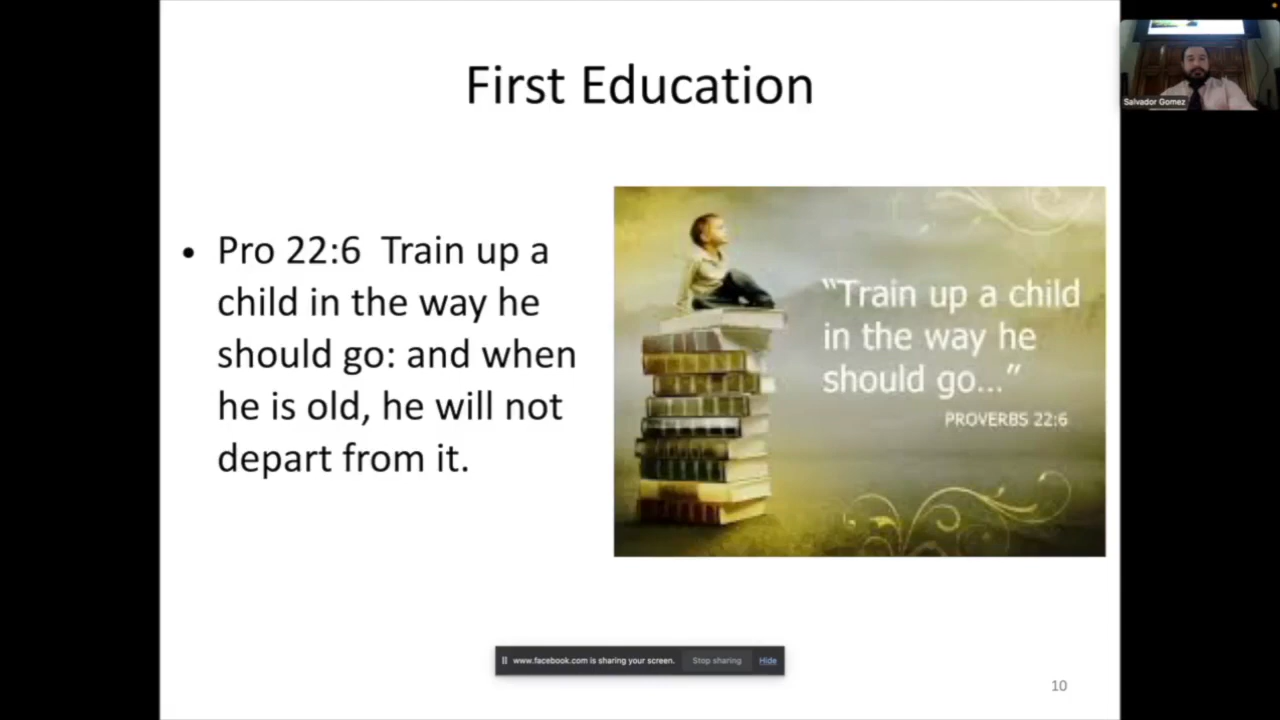 First Education
Salvador Gomez
• Pro 22:6  Train up a
child in the way he
should go: and when
he is old, he will not
depart from it.
“Train up a child
in the way he
should go...”
PROVERBS 22:6
www.facebook.com is sharing your screen.
Stop sharing
Hide
10